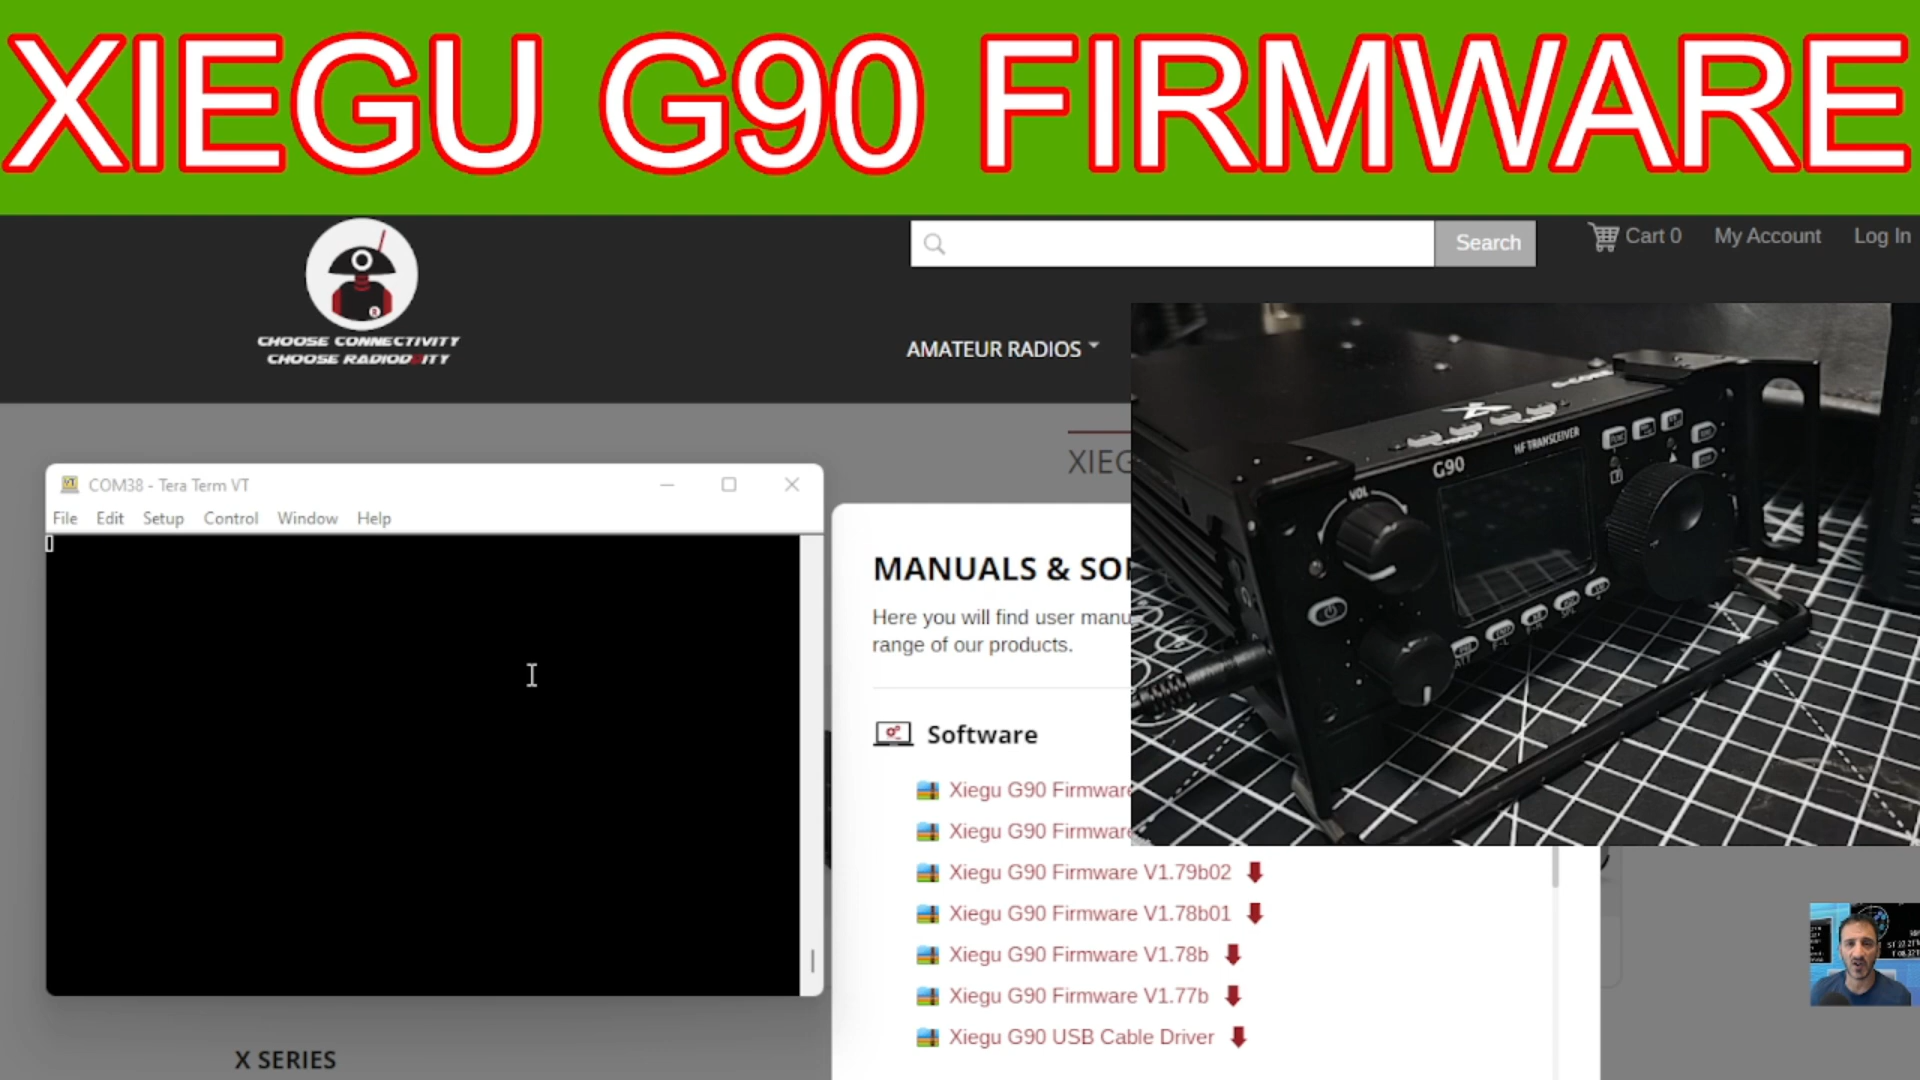 XIEGU G90 FIRMWARE
Search
Cart 0
My Account
Log In
CHOOSE CONNECTIVITY
CHOOSE RADIODDITY
AMATEUR RADIOS
XIEG
COM38 - Tera Term VT
File Edit Setup Control Window Help
MANUALS & SO
Here you will find user manu
range of our products.
Software
Xiegu G90 Firmware
Xiegu G90 Firmware
Xiegu G90 Firmware V1.79b02
Xiegu G90 Firmware V1.78b01
Xiegu G90 Firmware V1.78b
Xiegu G90 Firmware V1.77b
Xiegu G90 USB Cable Driver
X SERIES
G90
HF TRANSCEIVER
VOL